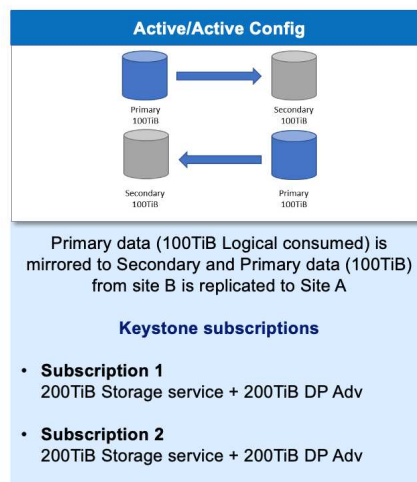 Active/Active Config
Primary
100TiB
Secondary
100TiB
Secondary
100TiB
Primary
100TiB
Primary data (100TiB Logical consumed) is
mirrored to Secondary and Primary data (100TiB)
from site B is replicated to Site A
Keystone subscriptions
• Subscription 1
200TiB Storage service + 200TiB DP Adv
• Subscription 2
200TiB Storage service + 200TiB DP Adv